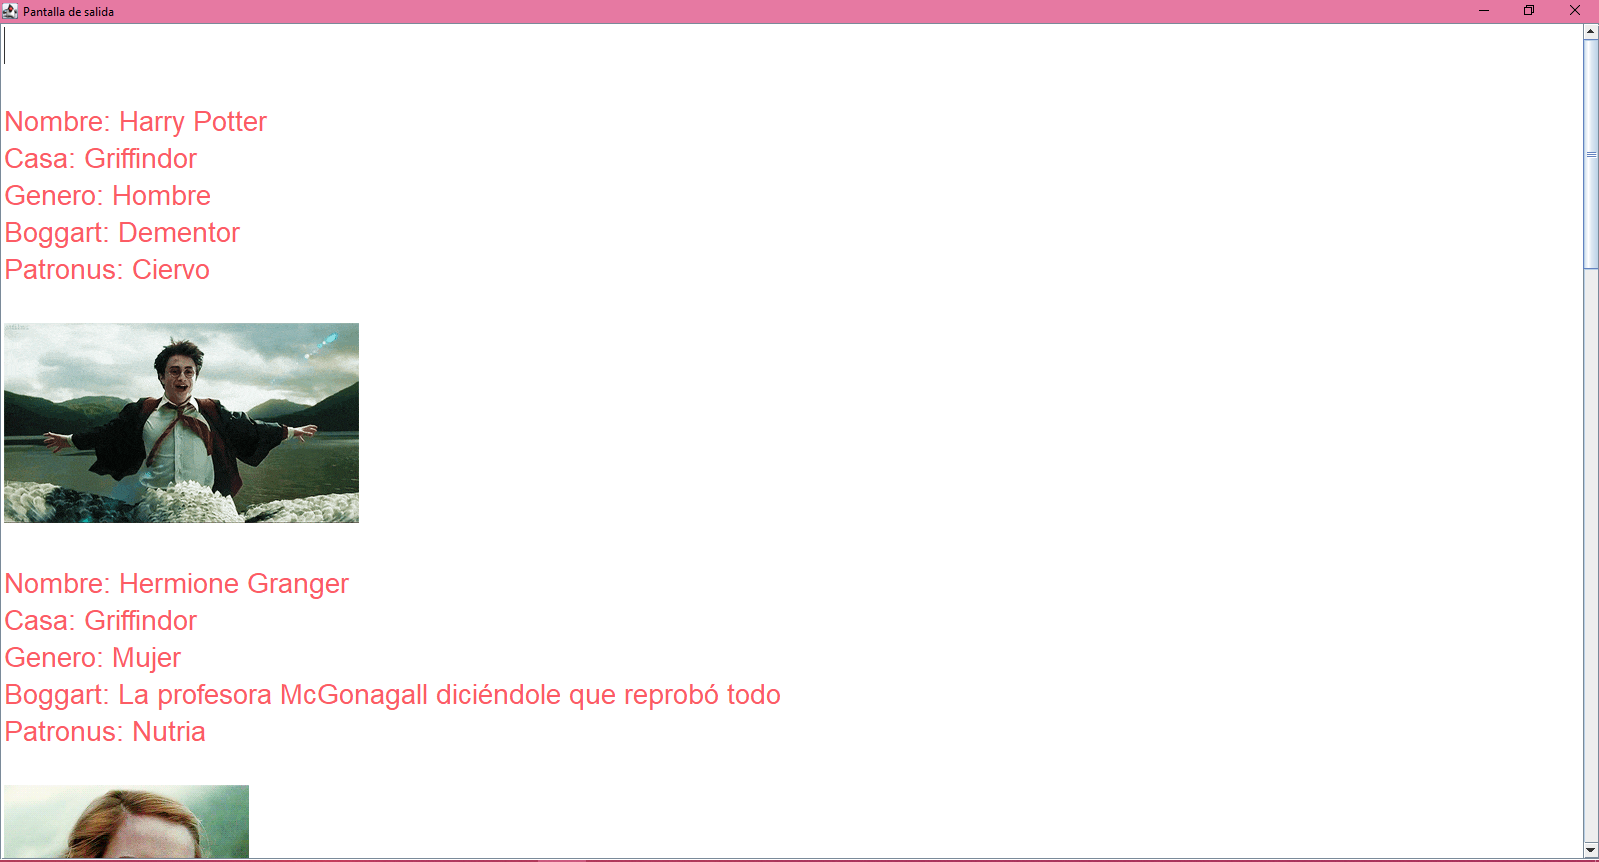 Pantalla de salida
Nombre: Harry Potter
Casa: Griffindor
Genero: Hombre
Boggart: Dementor
Patronus: Ciervo
Nombre: Hermione Granger
Casa: Griffindor
Genero: Mujer
Boggart: La profesora McGonagall diciéndole que reprobó todo
Patronus: Nutria